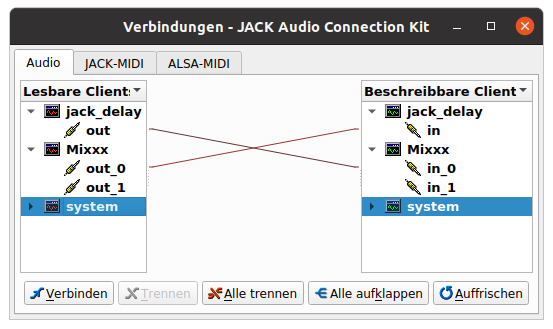 Verbindungen - JACK Audio Connection Kit
Audio JACK-MIDI ALSA-MIDI
Lesbare Client
Beschreibbare Client
jack_delay
out
Mixxx
out_0
out_1
system
jack_delay
in
Mixxx
in_0
in_1
system
Verbinden Trennen Alle trennen Alle aufklappen Auffrischen